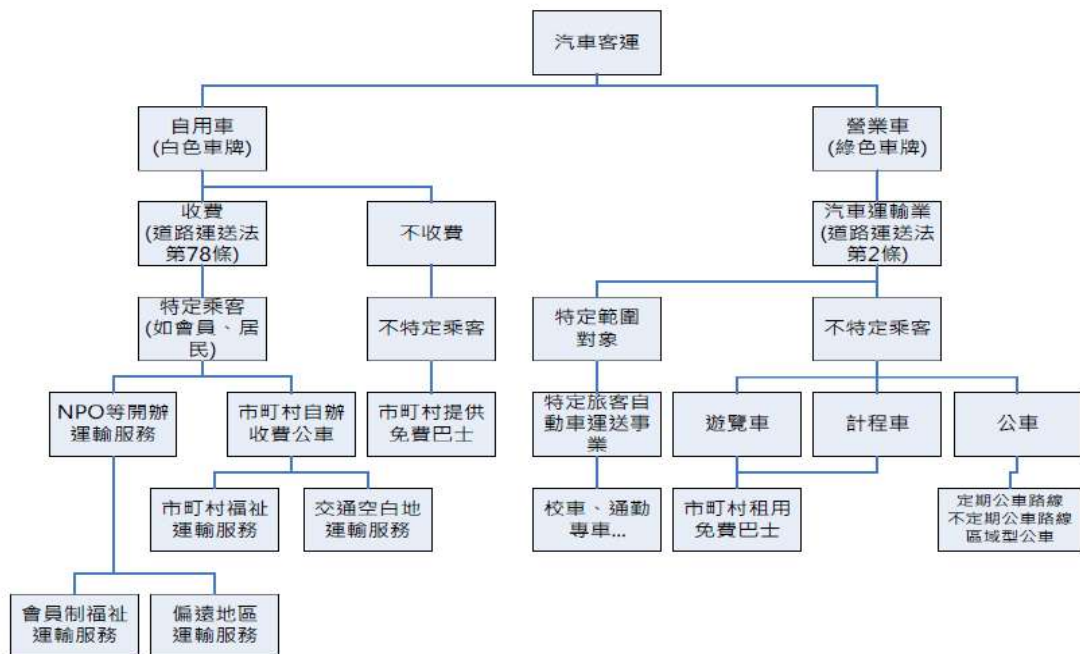 汽車客運
自用車
(白色車牌)
營業車
(綠色車牌)
收費
(道路運送法
第78條)
不收費
汽車運輸業
(道路運送法
第2條)
特定乘客
(如會員、居
民)
不特定乘客
特定範圍
對象
不特定乘客
NPO等開辦
運輸服務
市町村自辦
收費公車
市町村提供
免費巴士
特定旅客自
動車運送事
業
遊覽車
計程車
公車
市町村福祉
運輸服務
交通空白地
運輸服務
校車、通勤
專車...
市町村租用
免費巴士
定期公車路線
不定期公車路線
區域型公車
會員制福祉
運輸服務
偏遠地區
運輸服務